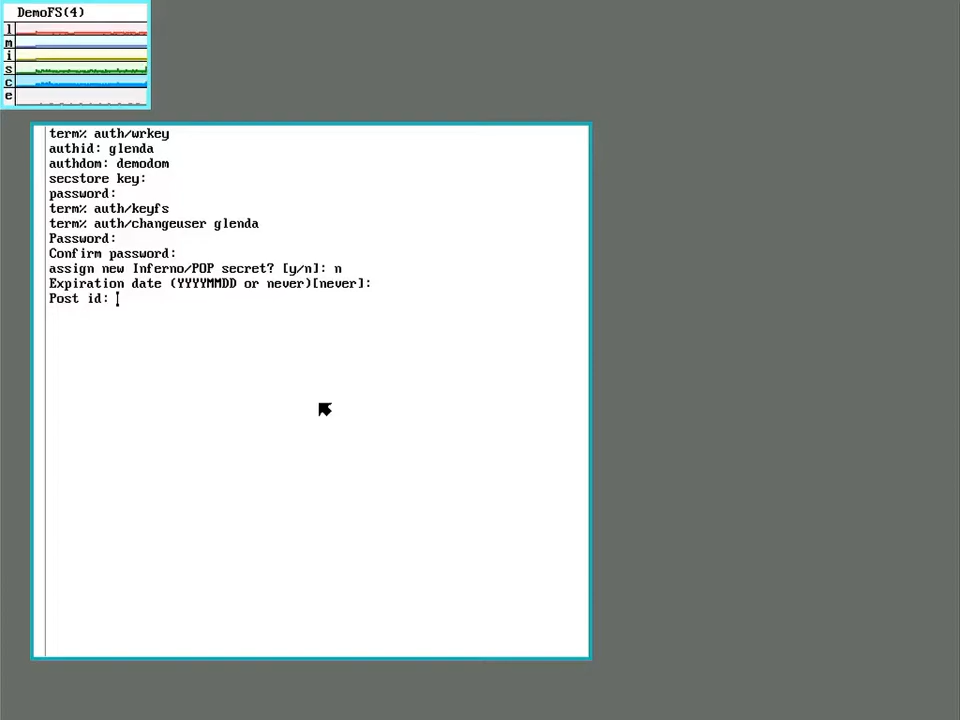 DemoFS(4)
l
m
i
s
c
e
term% auth/wrkey
authid: glenda
authdom: demodom
secstore key:
password:
term% auth/keyfs
term% auth/changeuser glenda
Password:
Confirm password:
assign new Inferno/POP secret? [y/n]: n
Expiration date (YYYYMMDD or never)[never]:
Post id: